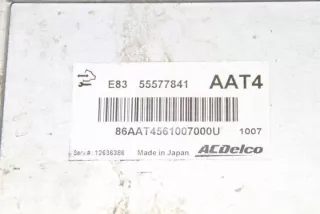 E83 55577841 AAT4
86AAT4561007000U 1007
Serv#: 12636386 Made in Japan ACDelco